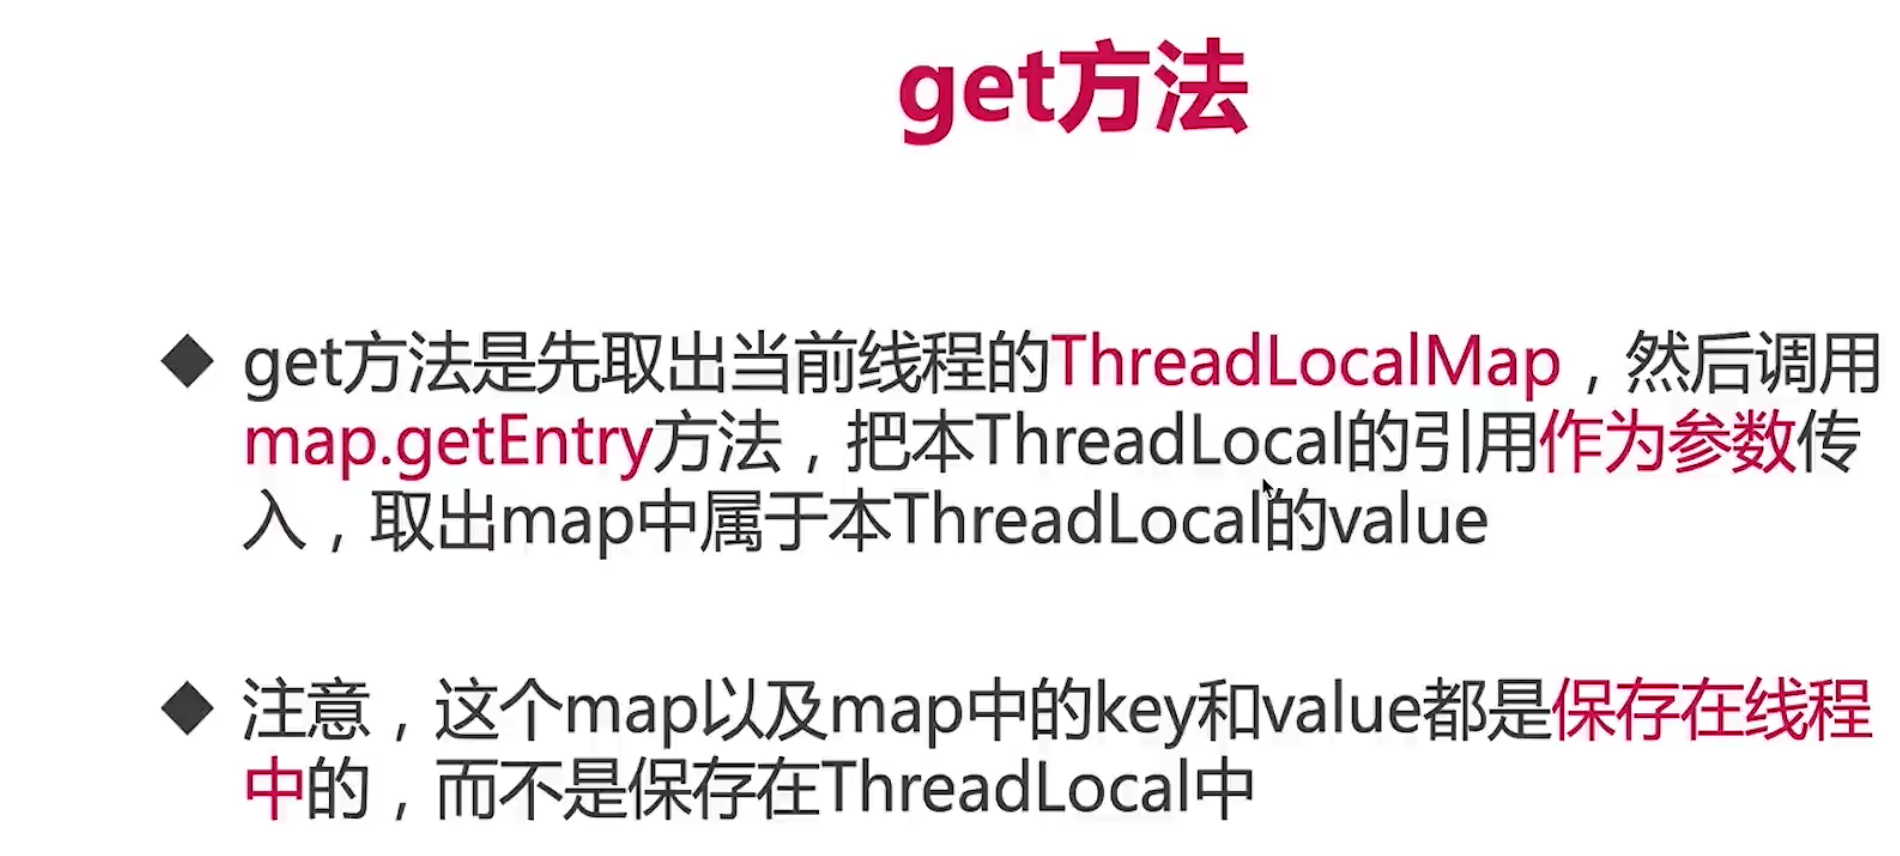 get方法
get方法是先取出当前线程的ThreadLocalMap，然后调用
map.getEntry方法，把本ThreadLocal的引用作为参数传
入，取出map中属于本ThreadLocal的value
注意，这个map以及map中的key和value都是保存在线程
中的，而不是保存在ThreadLocal中